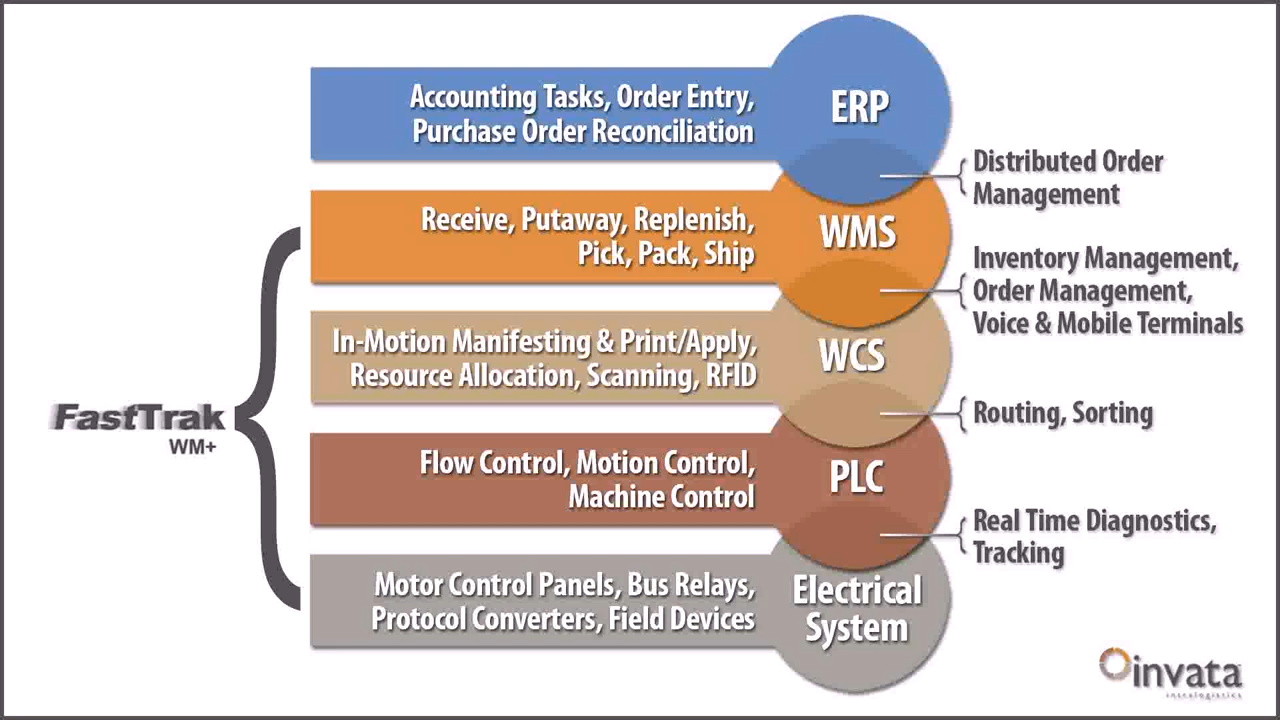 Accounting Tasks, Order Entry,
Purchase Order Reconciliation
ERP
Distributed Order
Management
Receive, Putaway, Replenish,
Pick, Pack, Ship
WMS
Inventory Management,
Order Management,
Voice & Mobile Terminals
In-Motion Manifesting & Print/Apply,
Resource Allocation, Scanning, RFID
WCS
Routing, Sorting
FastTrak
WM+
Flow Control, Motion Control,
Machine Control
PLC
Real Time Diagnostics,
Tracking
Motor Control Panels, Bus Relays,
Protocol Converters, Field Devices
Electrical
System
invata
intralogistics